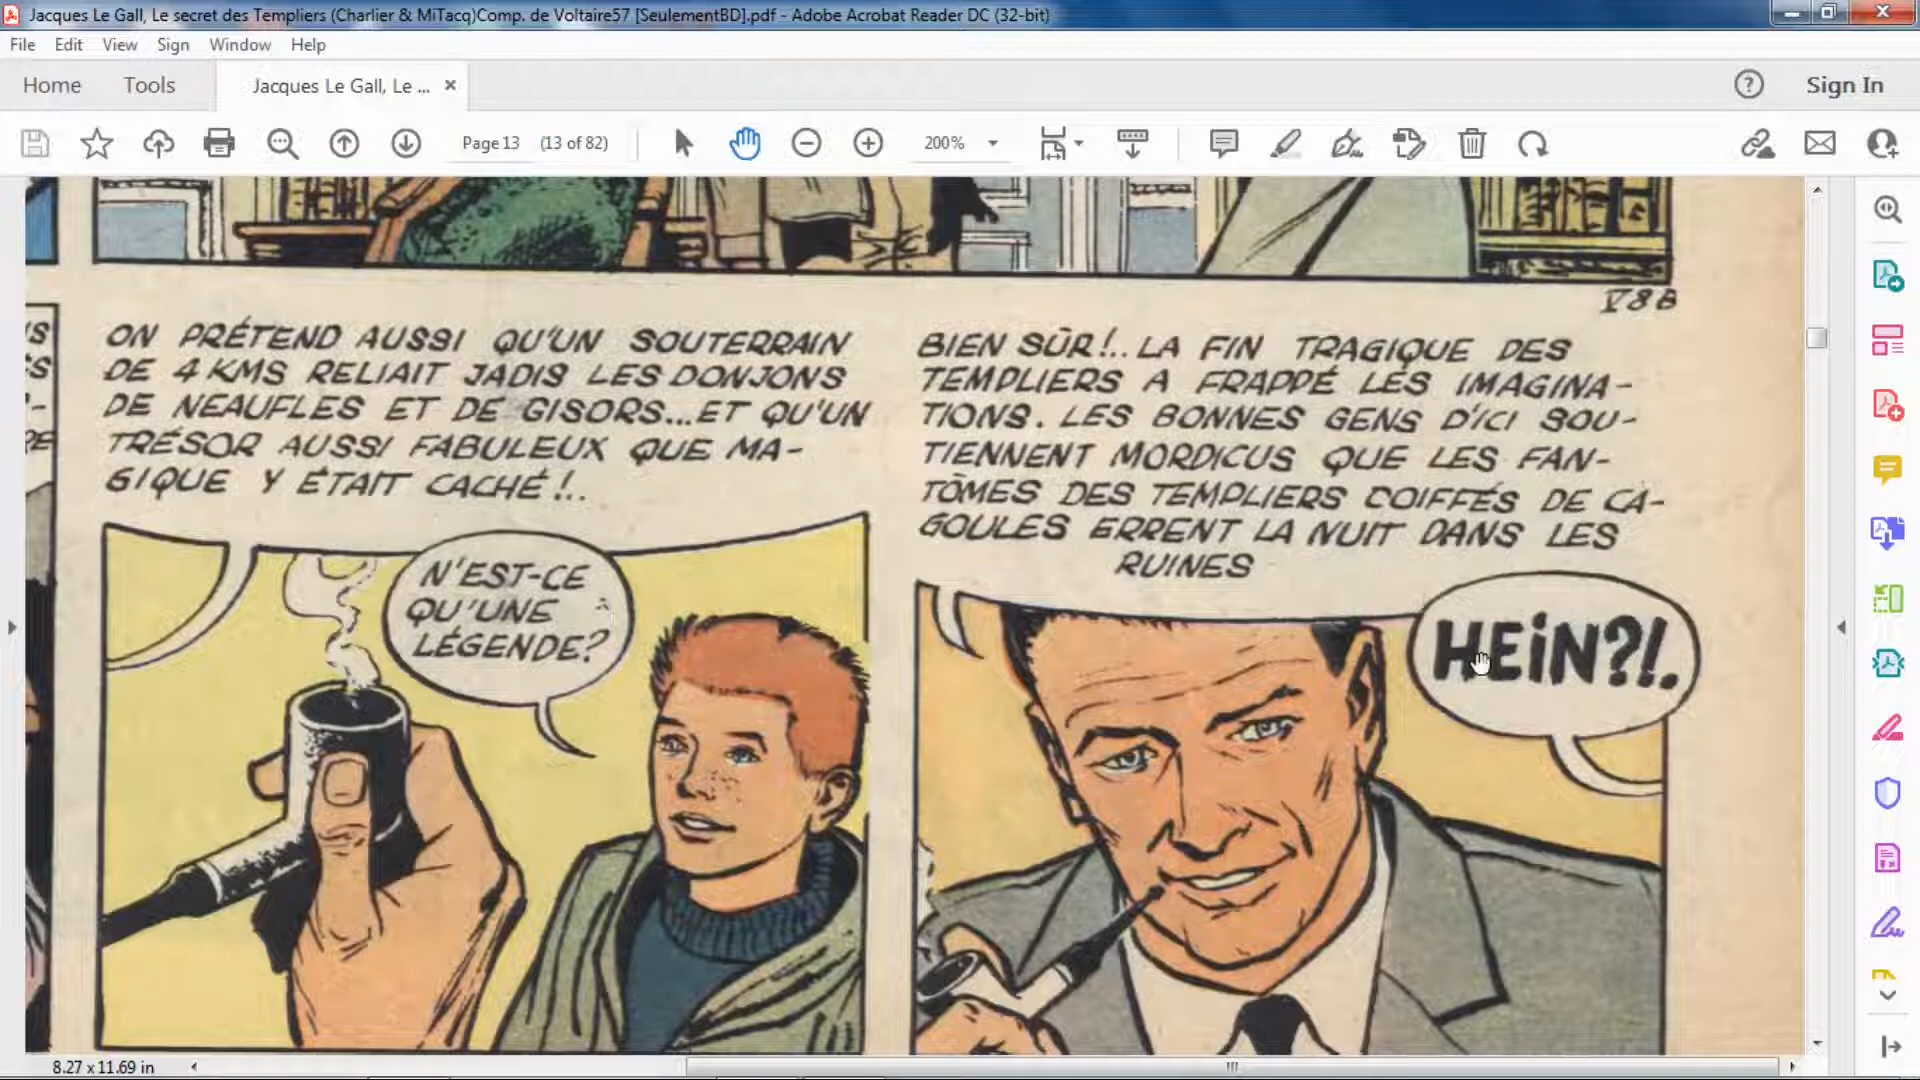 Jacques Le Gall, Le secret des Templiers (Charlier & MiTacq)Comp. de Voltaire57 [SeulementBD].pdf - Adobe Acrobat Reader DC (32-bit)
File Edit View Sign Window Help
Home Tools Jacques Le Gall, Le ... Sign In
Page 13 (13 of 82) 200%
V8B
ON PRÉTEND AUSSI QU'UN SOUTERRAIN
DE 4 KMS RELIAIT JADIS LES DONJONS
DE NEAUFLES ET DE GISORS...ET QU'UN
TRÉSOR AUSSI FABULEUX QUE MA-
GIQUE Y ÉTAIT CACHÉ!..
N'EST-CE
QU'UNE
LÉGENDE?
BIEN SÛR!..LA FIN TRAGIQUE DES
TEMPLIERS A FRAPPÉ LES IMAGINA-
TIONS. LES BONNES GENS D'ICI SOU-
TIENNENT MORDICUS QUE LES FAN-
TÔMES DES TEMPLIERS COIFFÉS DE CA-
GOULES ERRENT LA NUIT DANS LES
RUINES
HEiN?!.
8.27 x 11.69 in